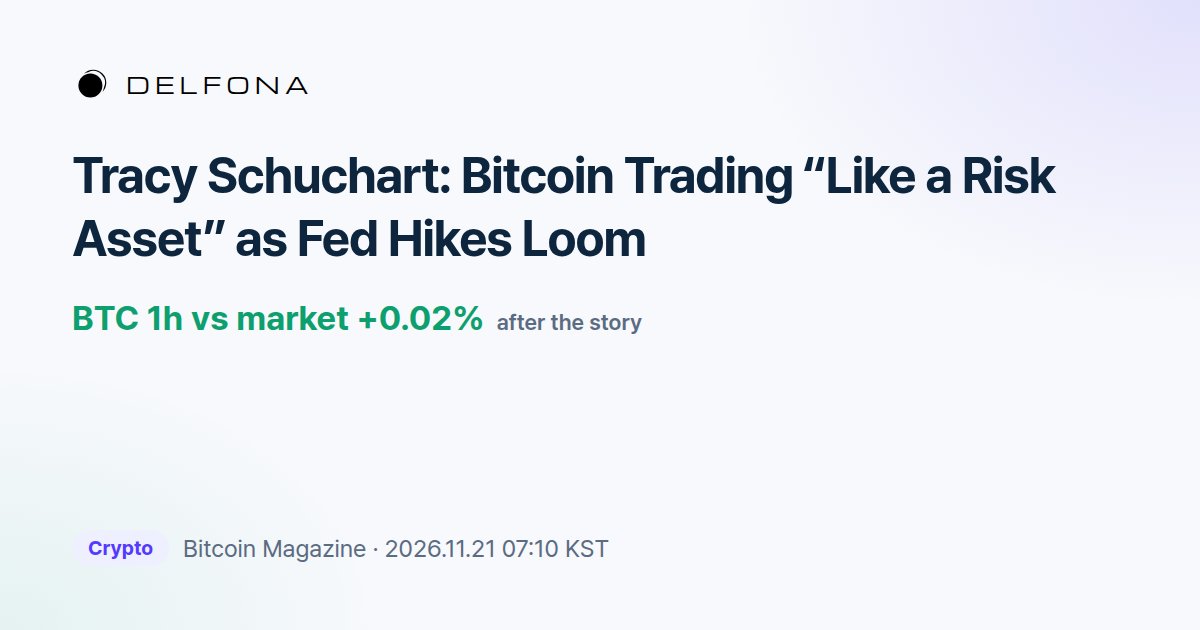 DELFONA
Tracy Schuchart: Bitcoin Trading “Like a Risk
Asset” as Fed Hikes Loom
BTC 1h vs market +0.02% after the story
Crypto Bitcoin Magazine · 2026.11.21 07:10 KST